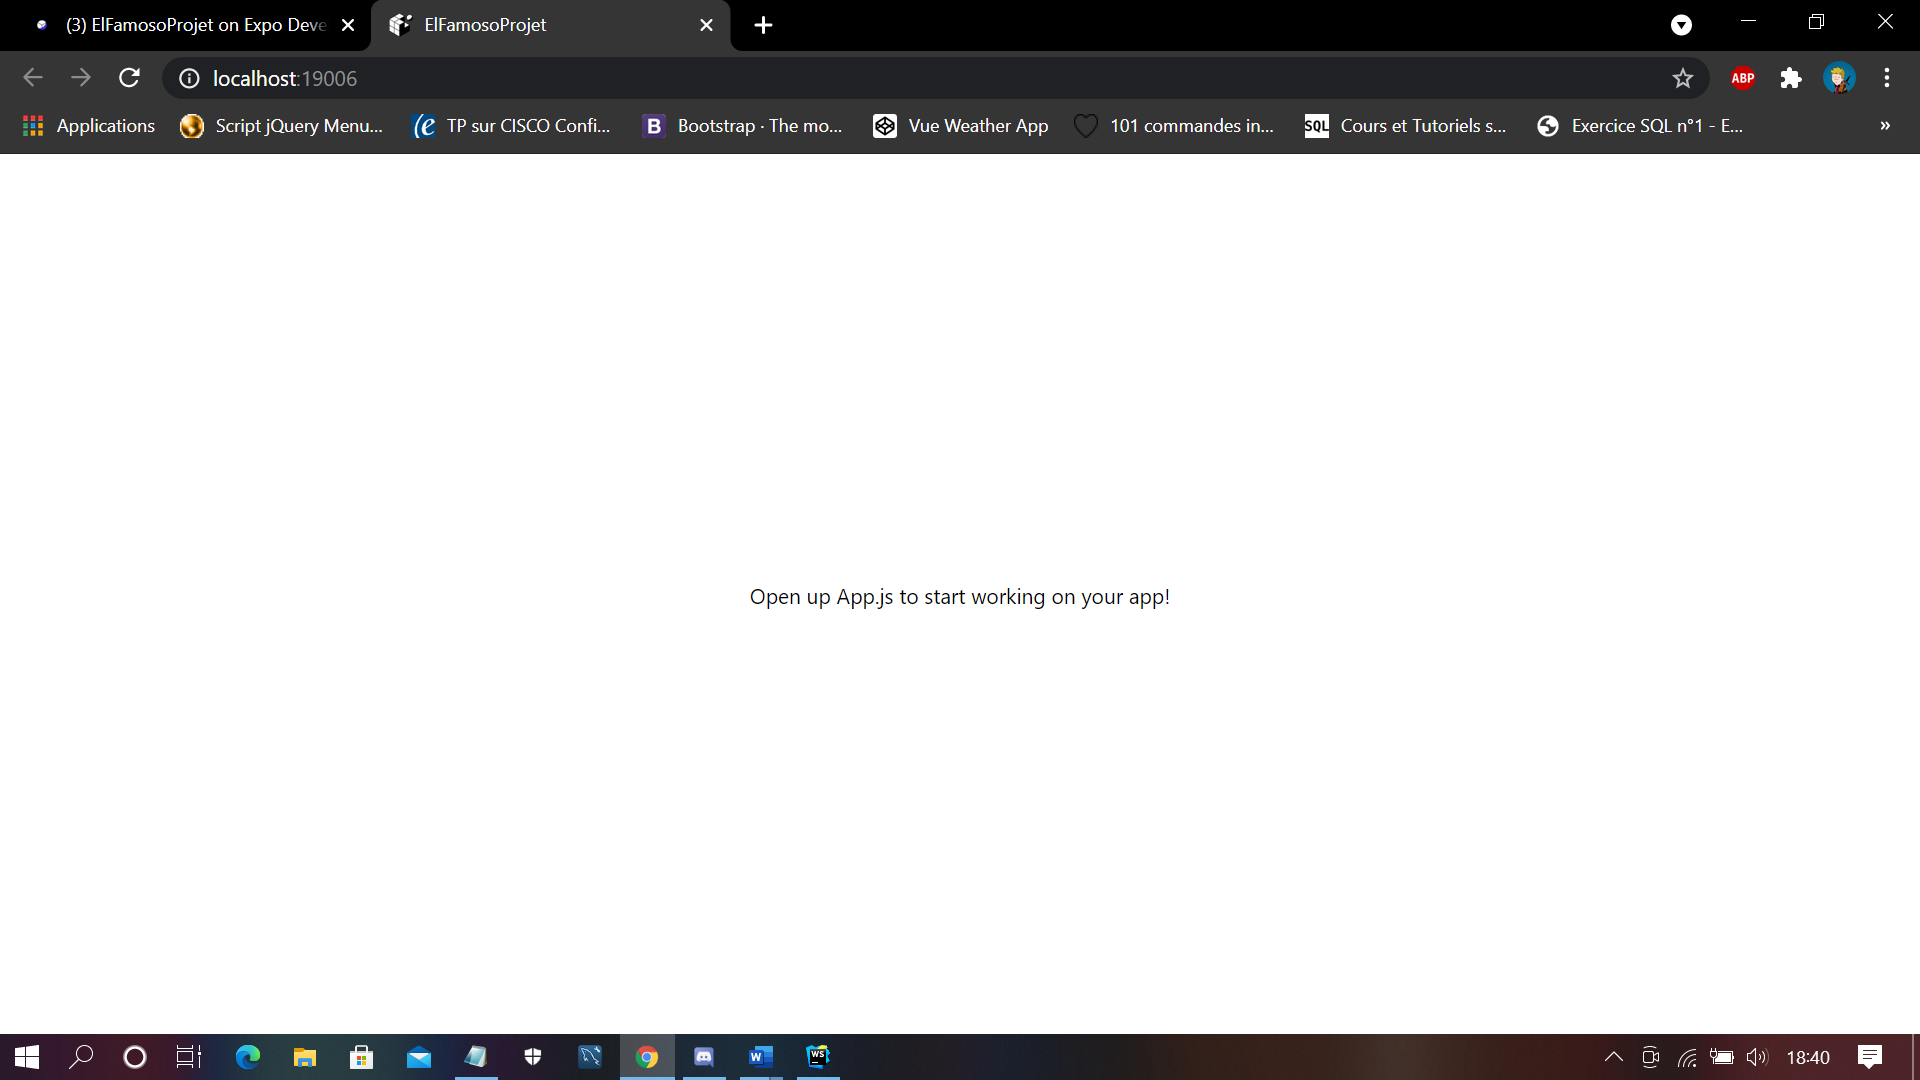 (3) ElFamosoProjet on Expo Deve
ElFamosoProjet
localhost:19006
ABP
Applications
Script jQuery Menu...
TP sur CISCO Confi...
B
Bootstrap · The mo...
Vue Weather App
101 commandes in...
SQL
Cours et Tutoriels s...
Exercice SQL n°1 - E...
»
Open up App.js to start working on your app!
W
WS
18:40